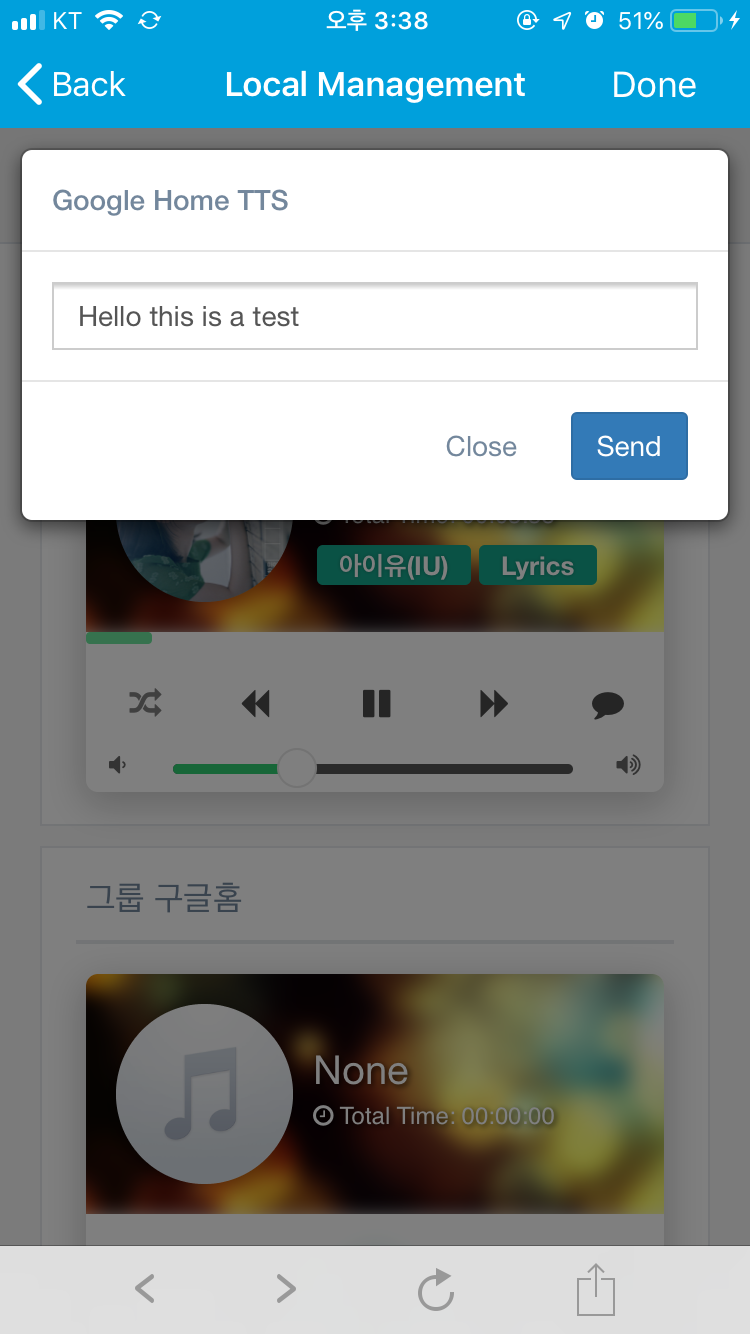 KT 오후 3:38 51%
Back Local Management Done
Google Home TTS
Hello this is a test
Close Send
아이유(IU) Lyrics
그룹 구글홈
None
Total Time: 00:00:00